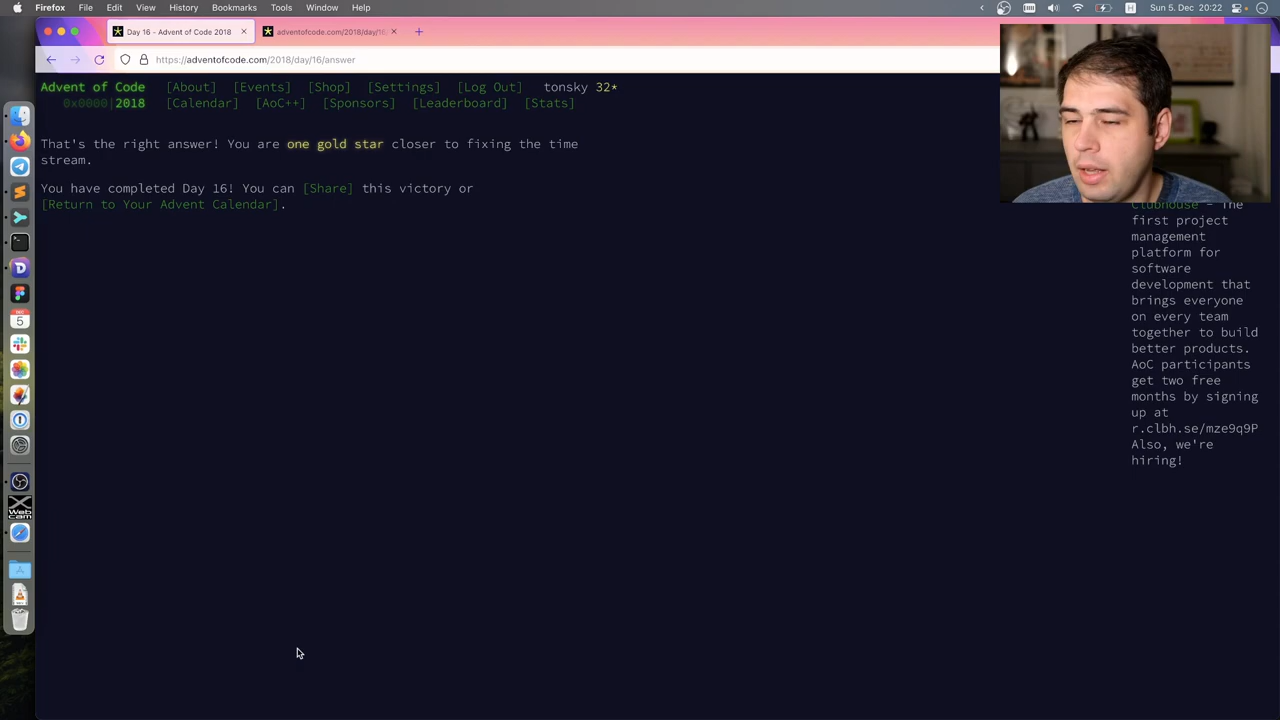 Firefox File Edit View History Bookmarks Tools Window Help
Sun 5. Dec 20:22
Day 16 - Advent of Code 2018
adventofcode.com/2018/day/16/
https://adventofcode.com/2018/day/16/answer
Advent of Code [About] [Events] [Shop] [Settings] [Log Out] tonsky 32*
0x0000|2018 [Calendar] [AoC++] [Sponsors] [Leaderboard] [Stats]
That's the right answer! You are one gold star closer to fixing the time
stream.
You have completed Day 16! You can [Share] this victory or
[Return to Your Advent Calendar].
Clubhouse - The
first project
management
platform for
software
development that
brings everyone
on every team
together to build
better products.
AoC participants
get two free
months by signing
up at
r.clbh.se/mze9q9P
Also, we're
hiring!
DEC
5
Web
cam